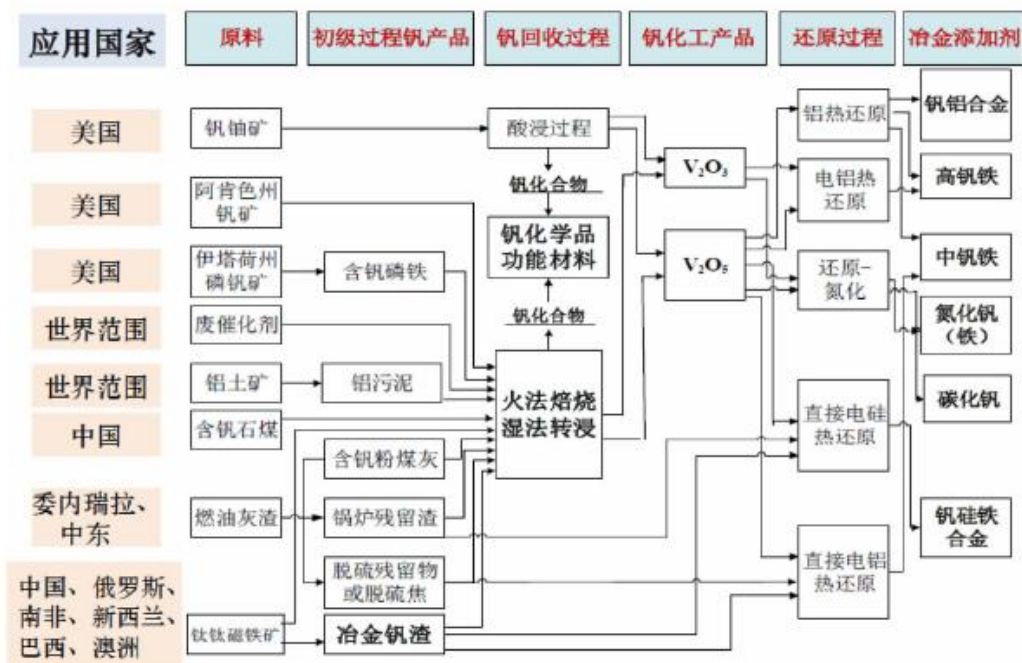 应用国家
原料
初级过程钒产品
钒回收过程
钒化工产品
还原过程
冶金添加剂
美国
钒铀矿
酸浸过程
V₂O₃
铝热还原
钒铝合金
美国
阿肯色州
钒矿
钒化合物
电铝热
还原
高钒铁
美国
伊塔荷州
磷钒矿
含钒磷铁
钒化学品
功能材料
V₂O₅
还原-
氮化
中钒铁
世界范围
废催化剂
钒化合物
氮化钒
（铁）
世界范围
铝土矿
铝污泥
火法焙烧
湿法转浸
直接电硅
热还原
碳化钒
中国
含钒石煤
含钒粉煤灰
委内瑞拉、
中东
燃油灰渣
锅炉残留渣
钒硅铁
合金
中国、俄罗斯、
南非、新西兰、
巴西、澳洲
脱硫残留物
或脱硫焦
直接电铝
热还原
钛钛磁铁矿
冶金钒渣